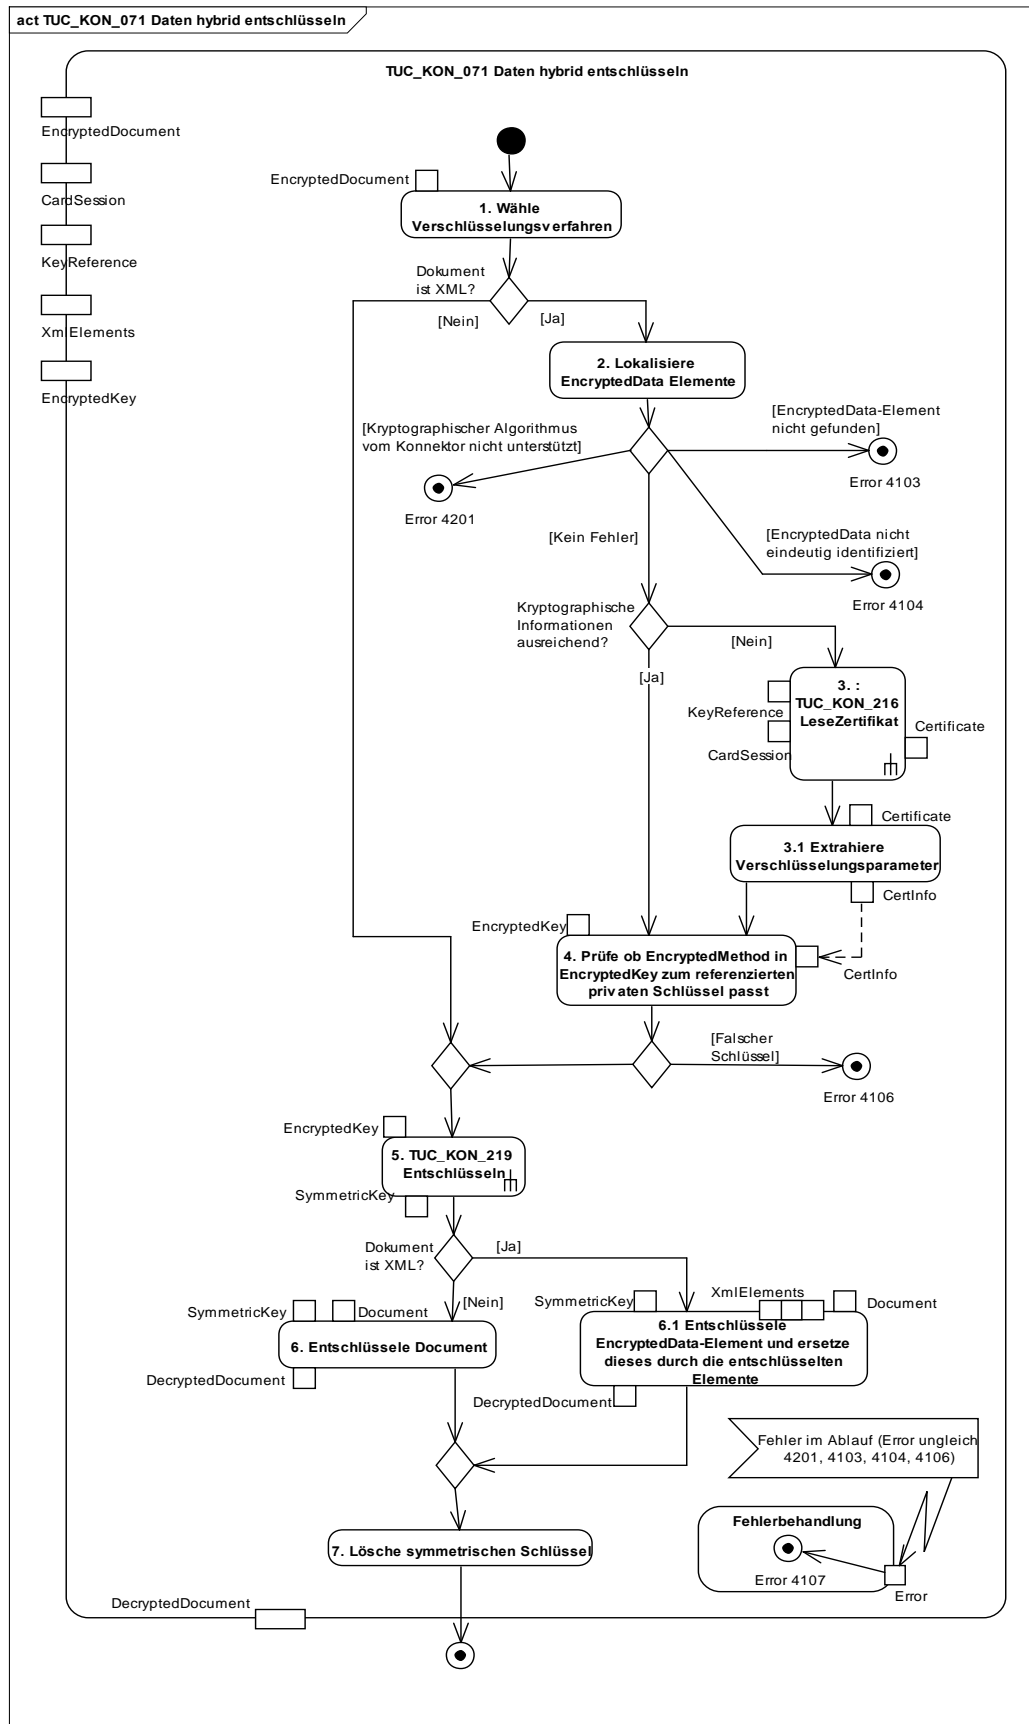 act TUC_KON_071 Daten hybrid entschlüsseln
TUC_KON_071 Daten hybrid entschlüsseln
EncryptedDocument
CardSession
KeyReference
XmlElements
EncryptedKey
EncryptedDocument
1. Wähle
Verschlüsselungsverfahren
Dokument
ist XML?
[Nein]
[Ja]
2. Lokalisiere
EncryptedData Elemente
[Kryptographischer Algorithmus
vom Konnektor nicht unterstützt]
[EncryptedData-Element
nicht gefunden]
Error 4103
Error 4201
[Kein Fehler]
[EncryptedData nicht
eindeutig identifiziert]
Error 4104
Kryptographische
Informationen
ausreichend?
[Nein]
[Ja]
3. :
TUC_KON_216
LeseZertifikat
KeyReference
CardSession
Certificate
Certificate
3.1 Extrahiere
Verschlüsselungsparameter
CertInfo
EncryptedKey
4. Prüfe ob EncryptedMethod in
EncryptedKey zum referenzierten
privaten Schlüssel passt
CertInfo
[Falscher
Schlüssel]
Error 4106
EncryptedKey
5. TUC_KON_219
Entschlüsseln
SymmetricKey
Dokument
ist XML?
[Ja]
[Nein]
SymmetricKey
Document
6. Entschlüssele Document
DecryptedDocument
SymmetricKey
XmlElements
Document
6.1 Entschlüssele
EncryptedData-Element und ersetze
dieses durch die entschlüsselten
Elemente
DecryptedDocument
Fehler im Ablauf (Error ungleich
4201, 4103, 4104, 4106)
Fehlerbehandlung
Error 4107
Error
7. Lösche symmetrischen Schlüssel
DecryptedDocument